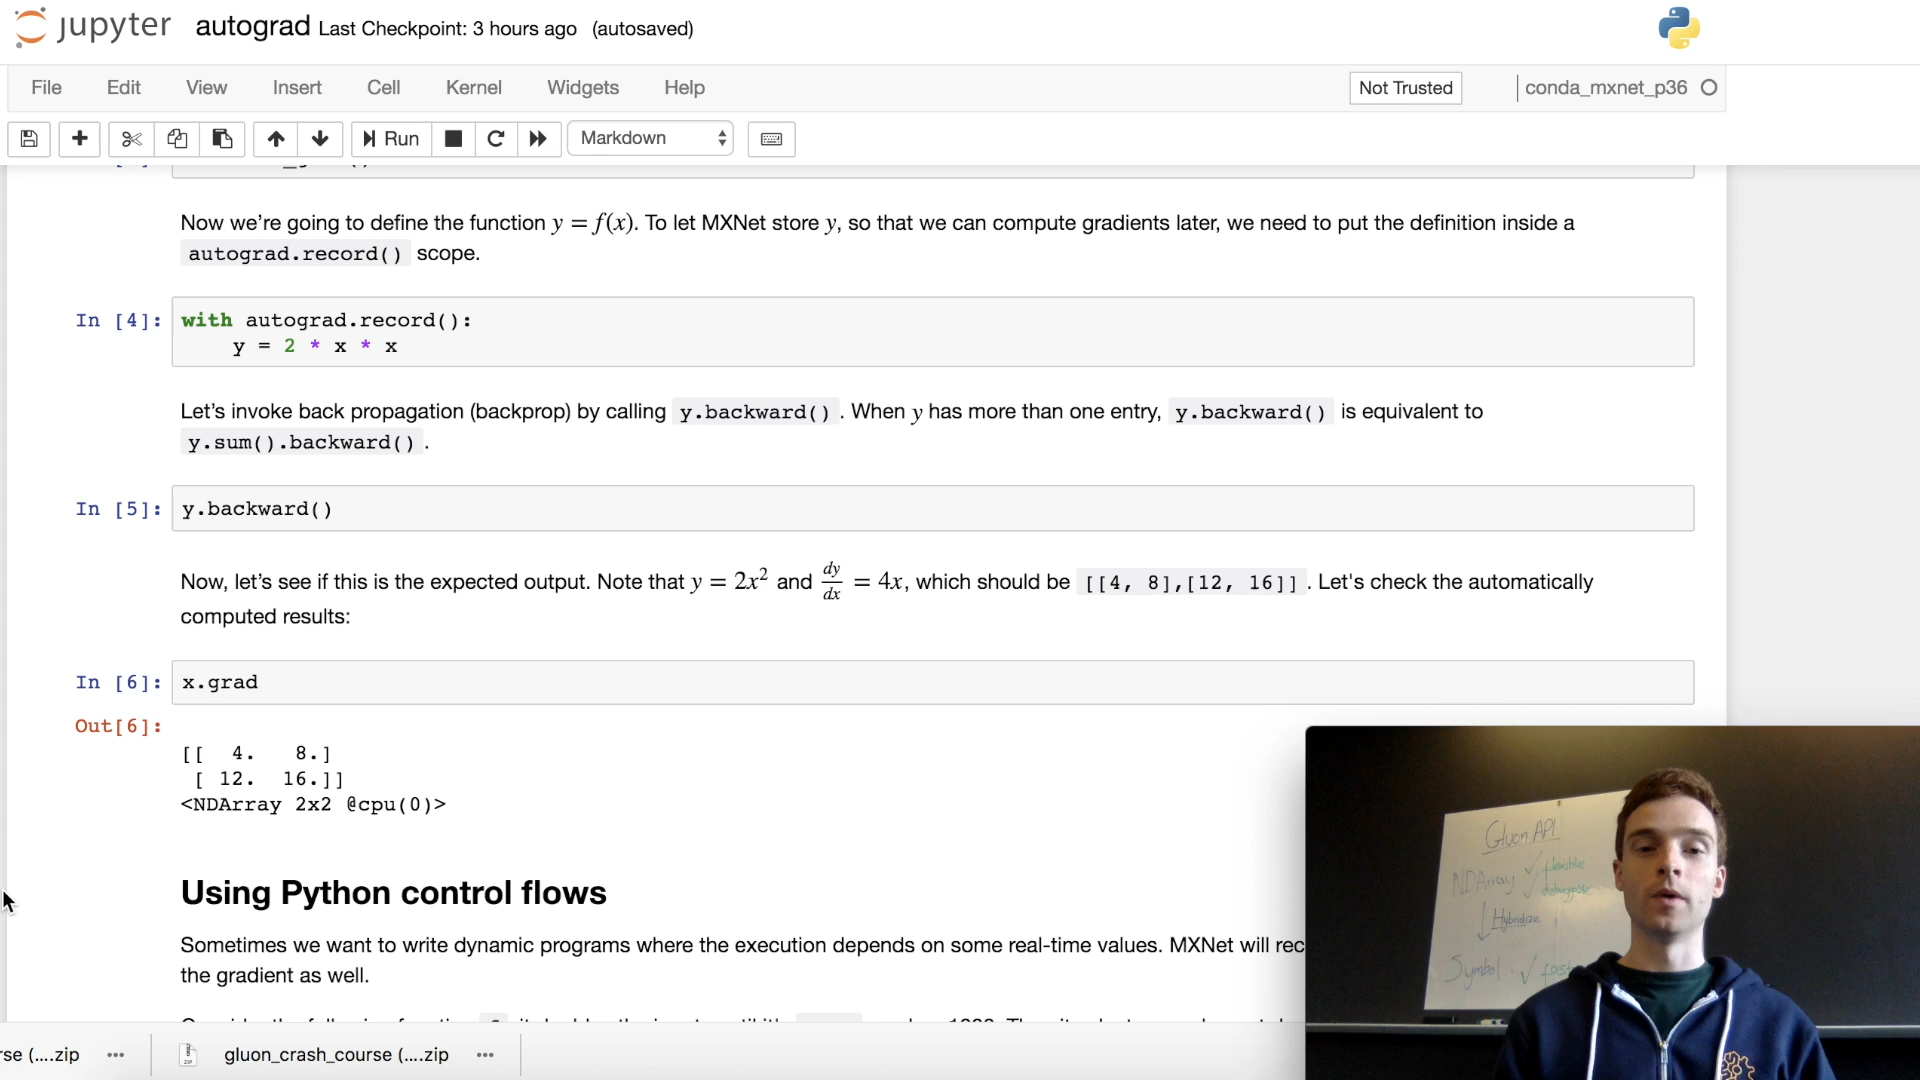 jupyter autograd Last Checkpoint: 3 hours ago (autosaved)
File Edit View Insert Cell Kernel Widgets Help Not Trusted conda_mxnet_p36
Run Markdown
Now we’re going to define the function y = f(x). To let MXNet store y, so that we can compute gradients later, we need to put the definition inside a
autograd.record() scope.
In [4]: with autograd.record():
y = 2 * x * x
Let’s invoke back propagation (backprop) by calling y.backward() . When y has more than one entry, y.backward() is equivalent to
y.sum().backward() .
In [5]: y.backward()
Now, let’s see if this is the expected output. Note that y = 2x² and dy/dx = 4x, which should be [[4, 8],[12, 16]] . Let's check the automatically
computed results:
In [6]: x.grad
Out[6]:
[[ 4. 8.]
[ 12. 16.]]
<NDArray 2x2 @cpu(0)>
Using Python control flows
Sometimes we want to write dynamic programs where the execution depends on some real-time values. MXNet will rec
the gradient as well.
rse (....zip
gluon_crash_course (....zip
Gluon API
NDArray ✓ flexible
✓ debuggable
↓ Hybridize
Symbol ✓ fast